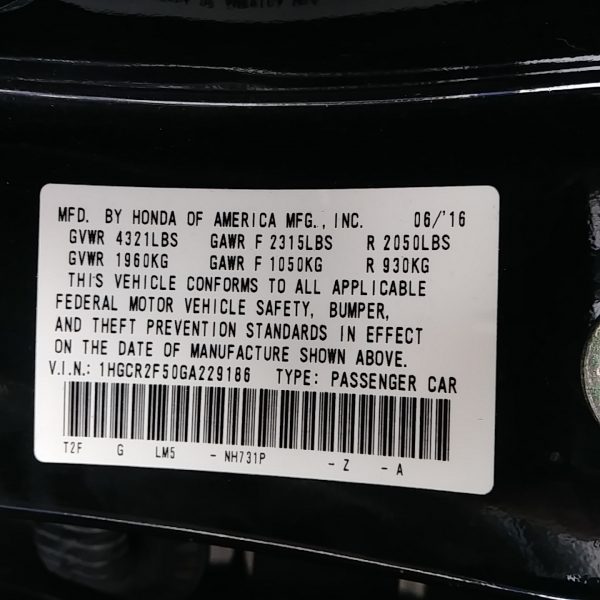 MFD. BY HONDA OF AMERICA MFG., INC. 06/'16
GVWR 4321LBS GAWR F 2315LBS R 2050LBS
GVWR 1960KG GAWR F 1050KG R 930KG
THIS VEHICLE CONFORMS TO ALL APPLICABLE
FEDERAL MOTOR VEHICLE SAFETY, BUMPER,
AND THEFT PREVENTION STANDARDS IN EFFECT
ON THE DATE OF MANUFACTURE SHOWN ABOVE.
V.I.N.: 1HGCR2F50GA229186 TYPE: PASSENGER CAR
T2F G LM5 - NH731P - Z - A